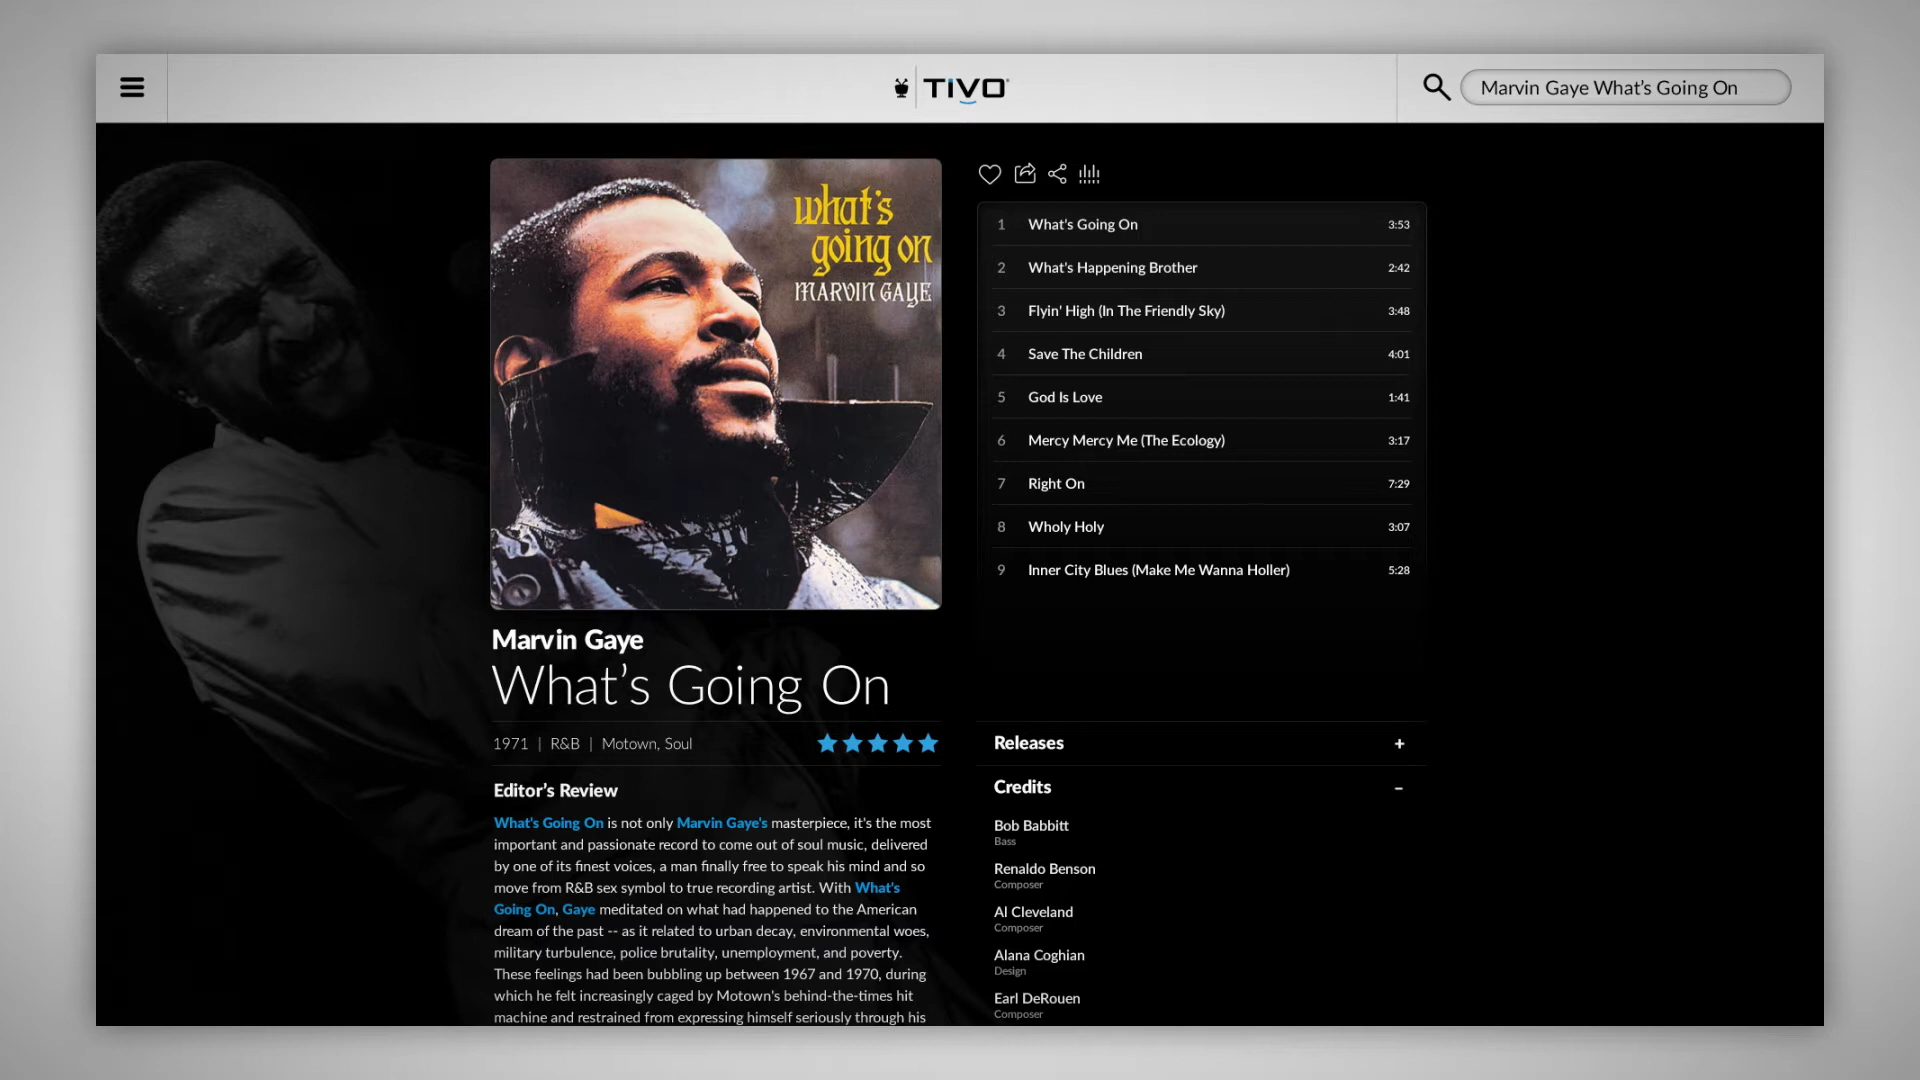 TiVo
Marvin Gaye What's Going On
what's
going on
MARVIN GAYE
Marvin Gaye
What's Going On
1971 | R&B | Motown, Soul
Editor's Review
What's Going On is not only Marvin Gaye's masterpiece, it's the most
important and passionate record to come out of soul music, delivered
by one of its finest voices, a man finally free to speak his mind and so
move from R&B sex symbol to true recording artist. With What's
Going On, Gaye meditated on what had happened to the American
dream of the past -- as it related to urban decay, environmental woes,
military turbulence, police brutality, unemployment, and poverty.
These feelings had been bubbling up between 1967 and 1970, during
which he felt increasingly caged by Motown's behind-the-times hit
machine and restrained from expressing himself seriously through his
1 What's Going On 3:53
2 What's Happening Brother 2:42
3 Flyin' High (In The Friendly Sky) 3:48
4 Save The Children 4:01
5 God Is Love 1:41
6 Mercy Mercy Me (The Ecology) 3:17
7 Right On 7:29
8 Wholy Holy 3:07
9 Inner City Blues (Make Me Wanna Holler) 5:28
Releases +
Credits –
Bob Babbitt
Bass
Renaldo Benson
Composer
Al Cleveland
Composer
Alana Coghian
Design
Earl DeRouen
Composer